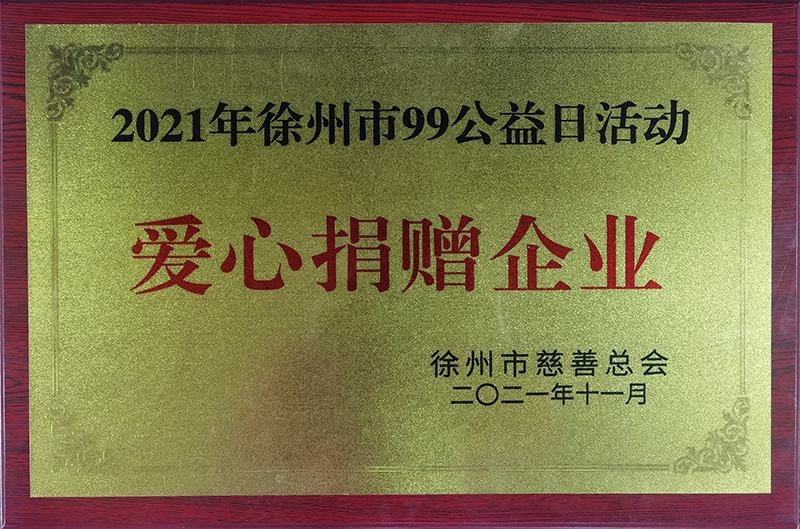 2021年徐州市99公益日活动
爱心捐赠企业
徐州市慈善总会
二〇二一年十一月